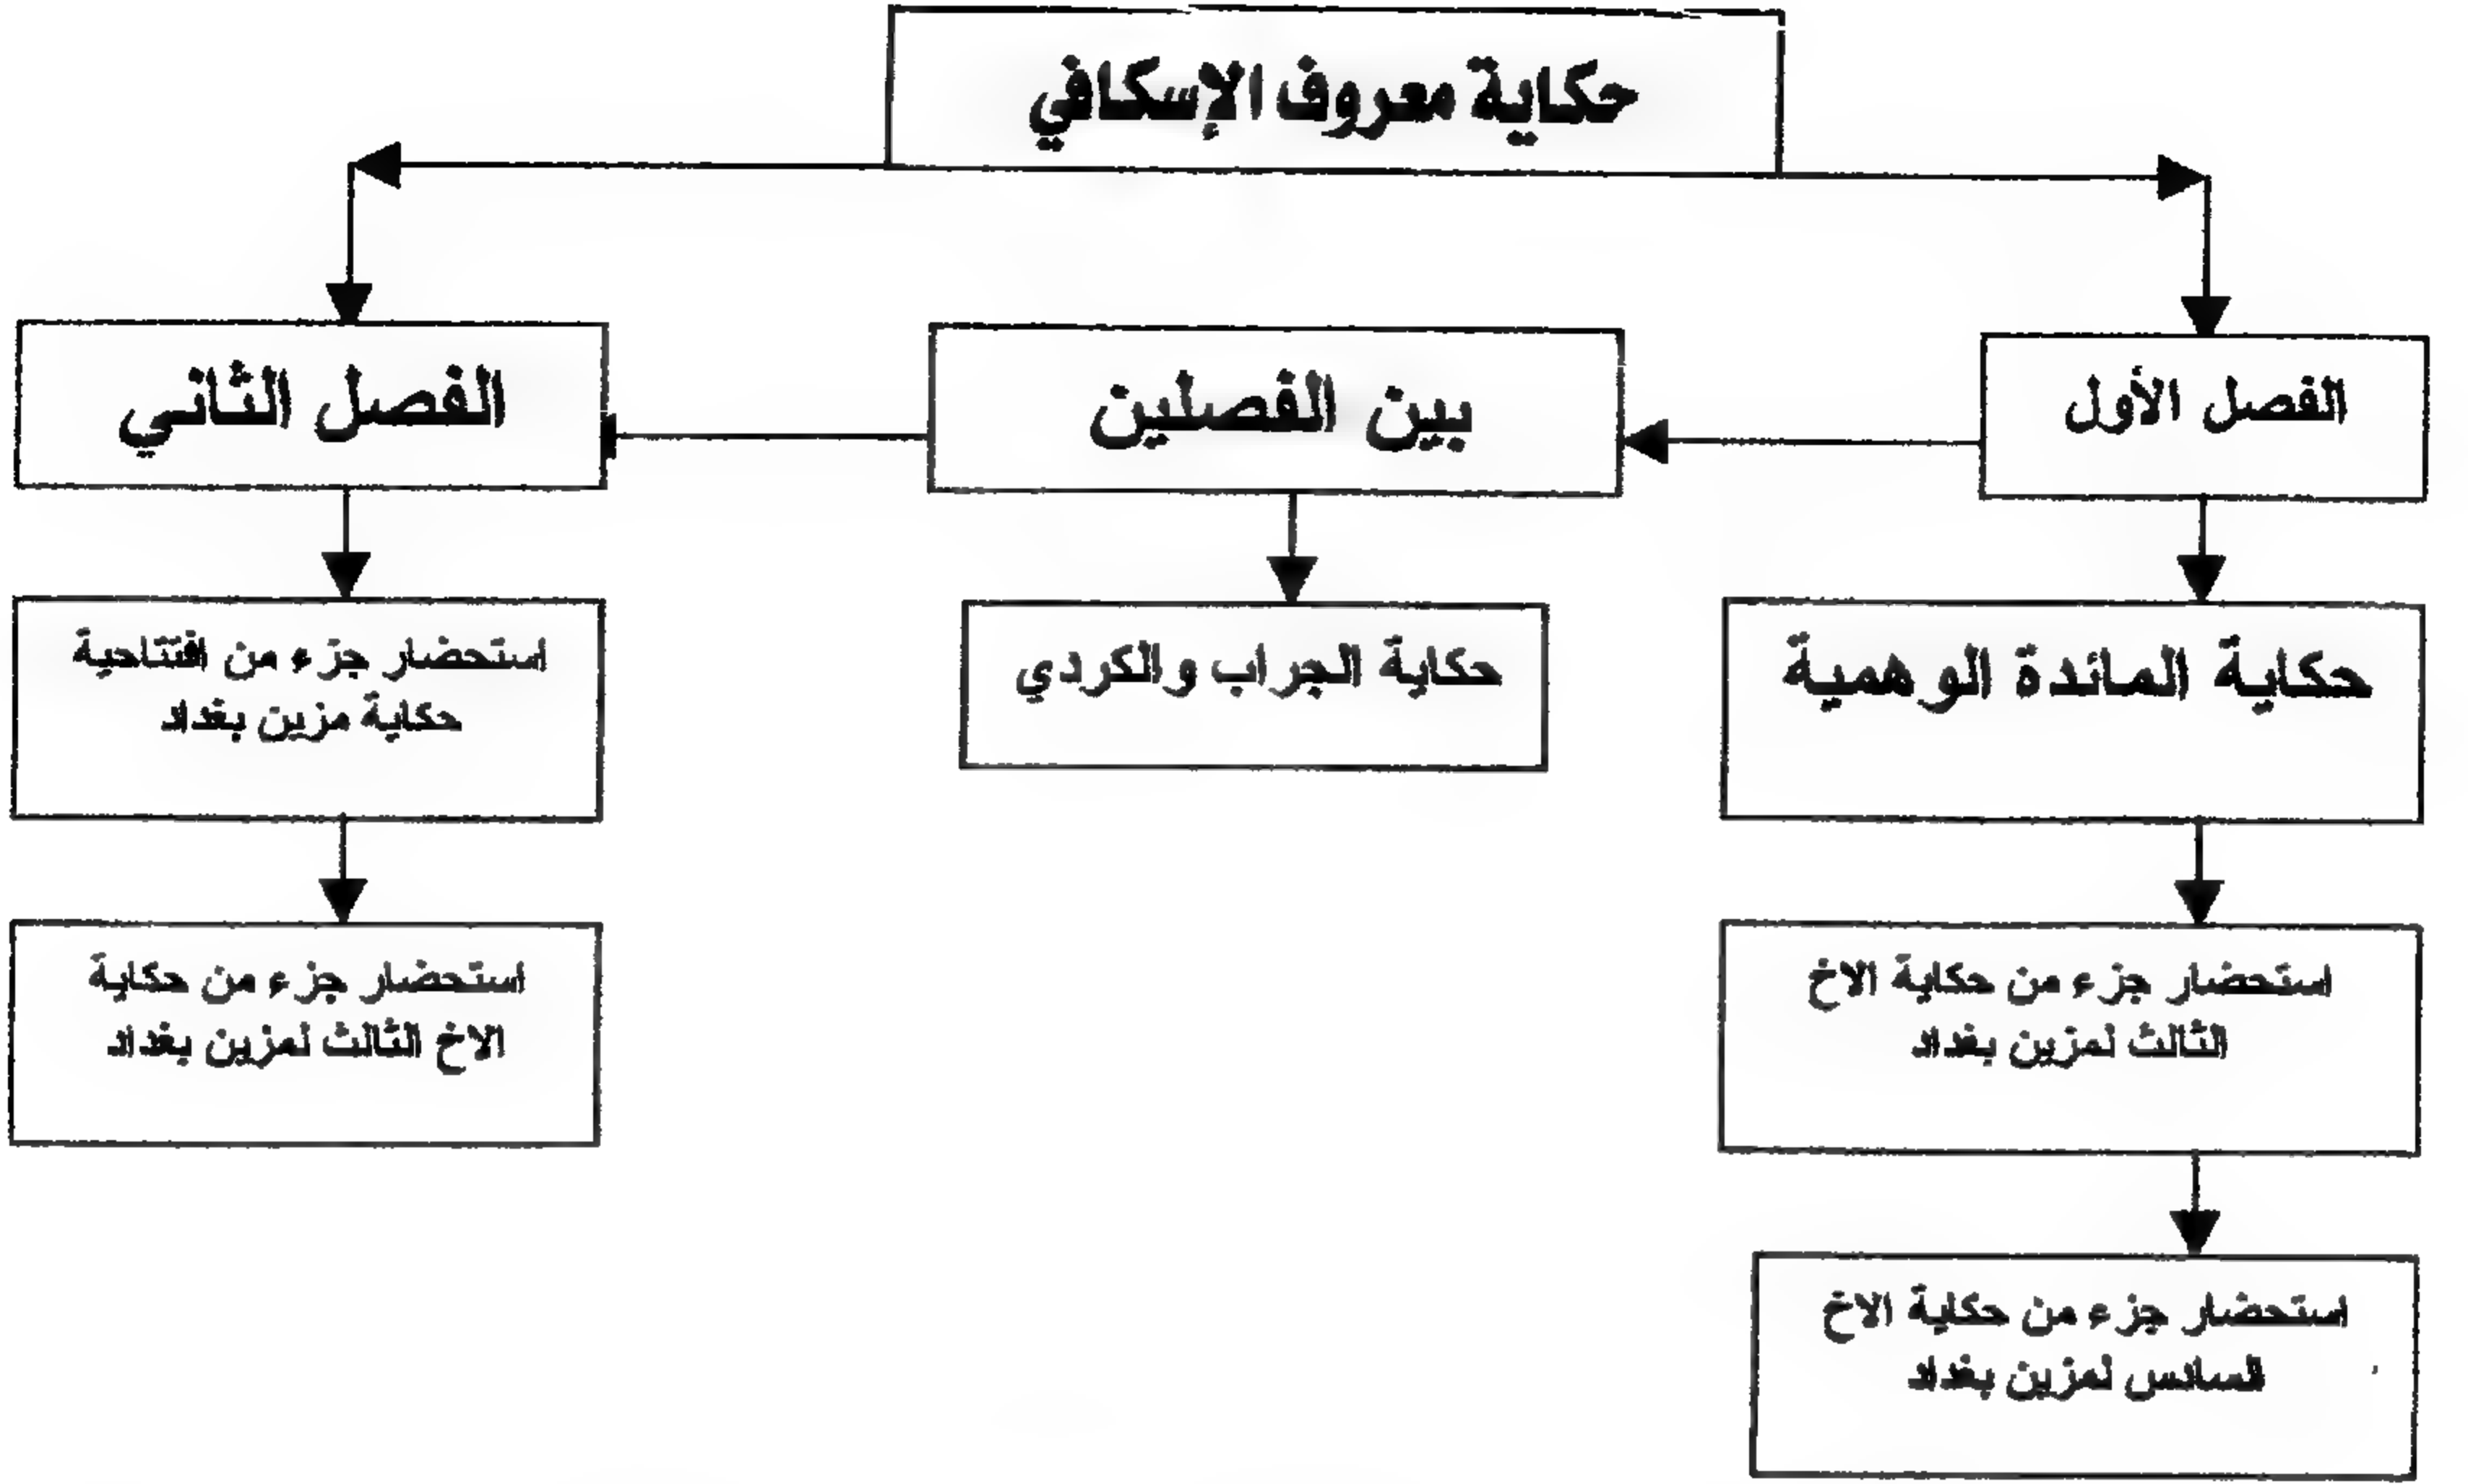 حكاية معروف الإسكافي
الفصل الأول
بين الفصلين
الفصل الثاني
حكاية المائدة الوهمية
حكاية الجراب والكردي
استحضار جزء من افتتاحية
حكاية مزين بغداد
استحضار جزء من حكاية الاخ
الثالث لمزين بغداد
استحضار جزء من حكاية
الاخ الثالث لمزين بغداد
استحضار جزء من حكاية الاخ
السادس لمزين بغداد